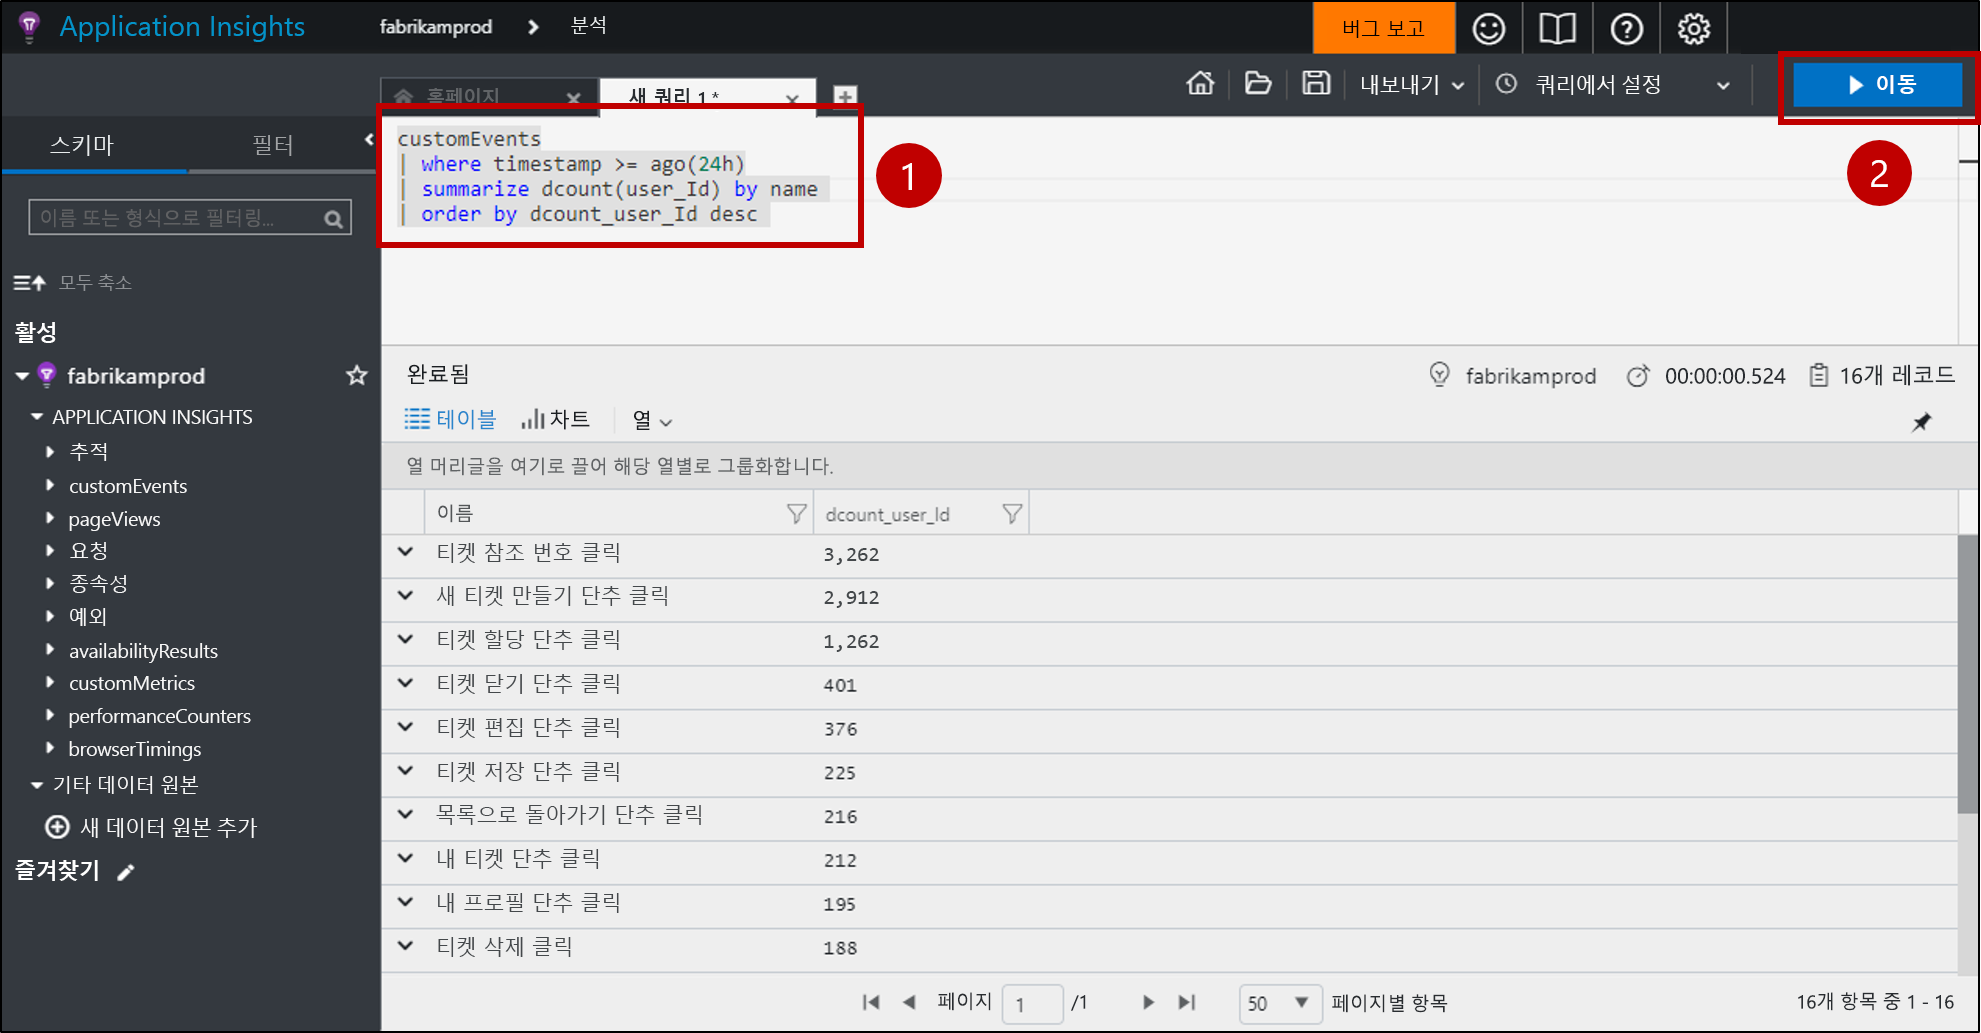 Application Insights
fabrikamprod
분석
버그 보고
홈페이지
새 쿼리 1*
내보내기
쿼리에서 설정
이동
스키마
필터
이름 또는 형식으로 필터링...
모두 축소
활성
fabrikamprod
APPLICATION INSIGHTS
추적
customEvents
pageViews
요청
종속성
예외
availabilityResults
customMetrics
performanceCounters
browserTimings
기타 데이터 원본
새 데이터 원본 추가
즐겨찾기
customEvents
| where timestamp >= ago(24h)
| summarize dcount(user_Id) by name
| order by dcount_user_Id desc
1
2
완료됨
fabrikamprod
00:00:00.524
16개 레코드
테이블
차트
열
열 머리글을 여기로 끌어 해당 열별로 그룹화합니다.
이름 dcount_user_Id
티켓 참조 번호 클릭 3,262
새 티켓 만들기 단추 클릭 2,912
티켓 할당 단추 클릭 1,262
티켓 닫기 단추 클릭 401
티켓 편집 단추 클릭 376
티켓 저장 단추 클릭 225
목록으로 돌아가기 단추 클릭 216
내 티켓 단추 클릭 212
내 프로필 단추 클릭 195
티켓 삭제 클릭 188
페이지 1 /1
50 페이지별 항목
16개 항목 중 1 - 16